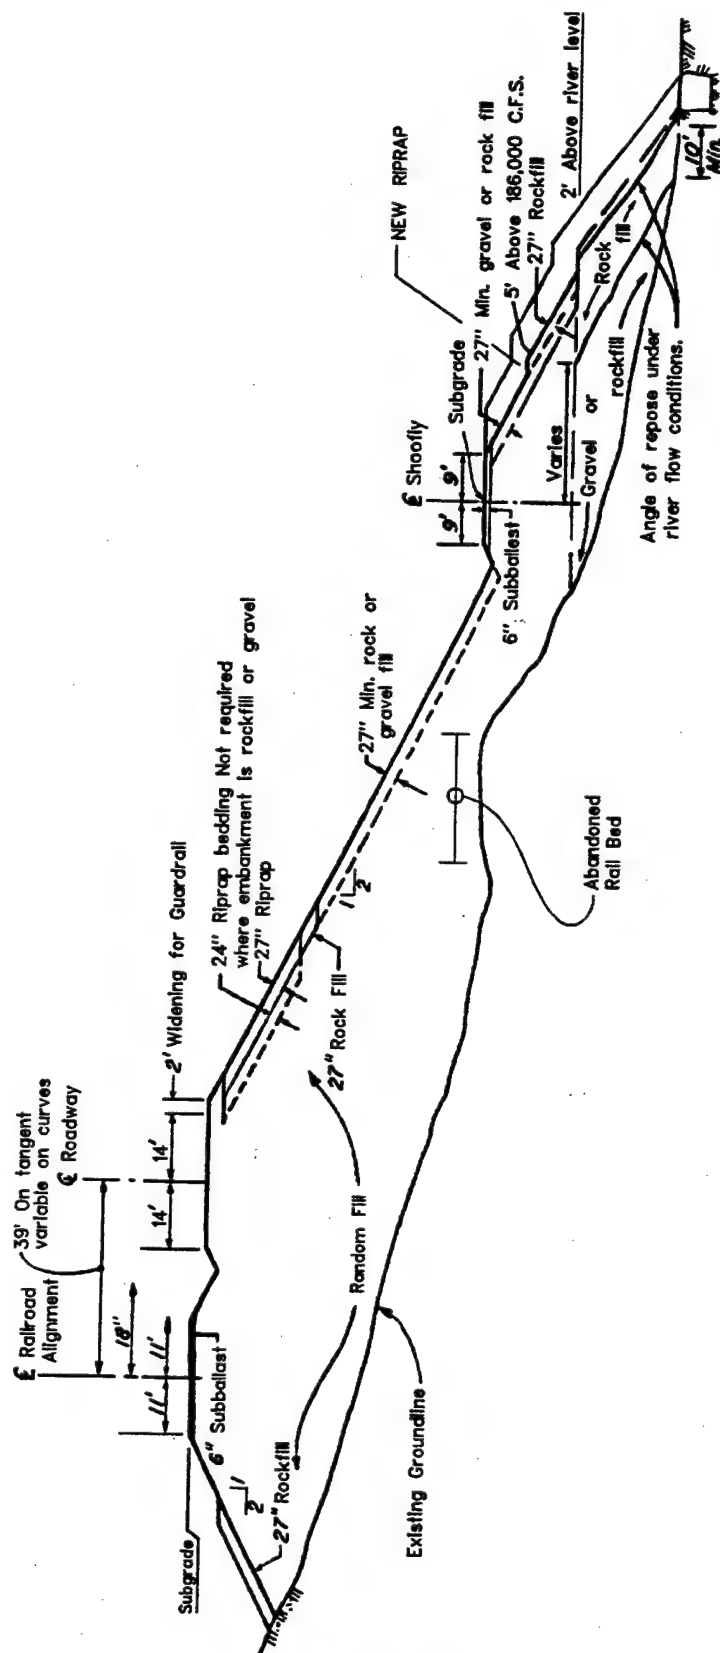 39' On tangent
variable on curves
℄ Railroad
Alignment
℄ Roadway
18"
11'
11'
14'
14'
2' Widening for Guardrail
Subgrade
6" Subballast
1
2
27" Rockfill
24" Riprap bedding Not required
where embankment is rockfill or gravel
27" Riprap
27" Rock Fill
1
2
Random Fill
Existing Groundline
27" Min. rock or
gravel fill
Abandoned
Rail Bed
℄ Shoofly
9'
9'
Subgrade
6" Subballast
NEW RIPRAP
27" Min. gravel or rock fill
5' Above 186,000 C.F.S.
27" Rockfill
2' Above river level
Varies
Rock
fill
Gravel or
rockfill
Angle of repose under
river flow conditions.
10'
Min.